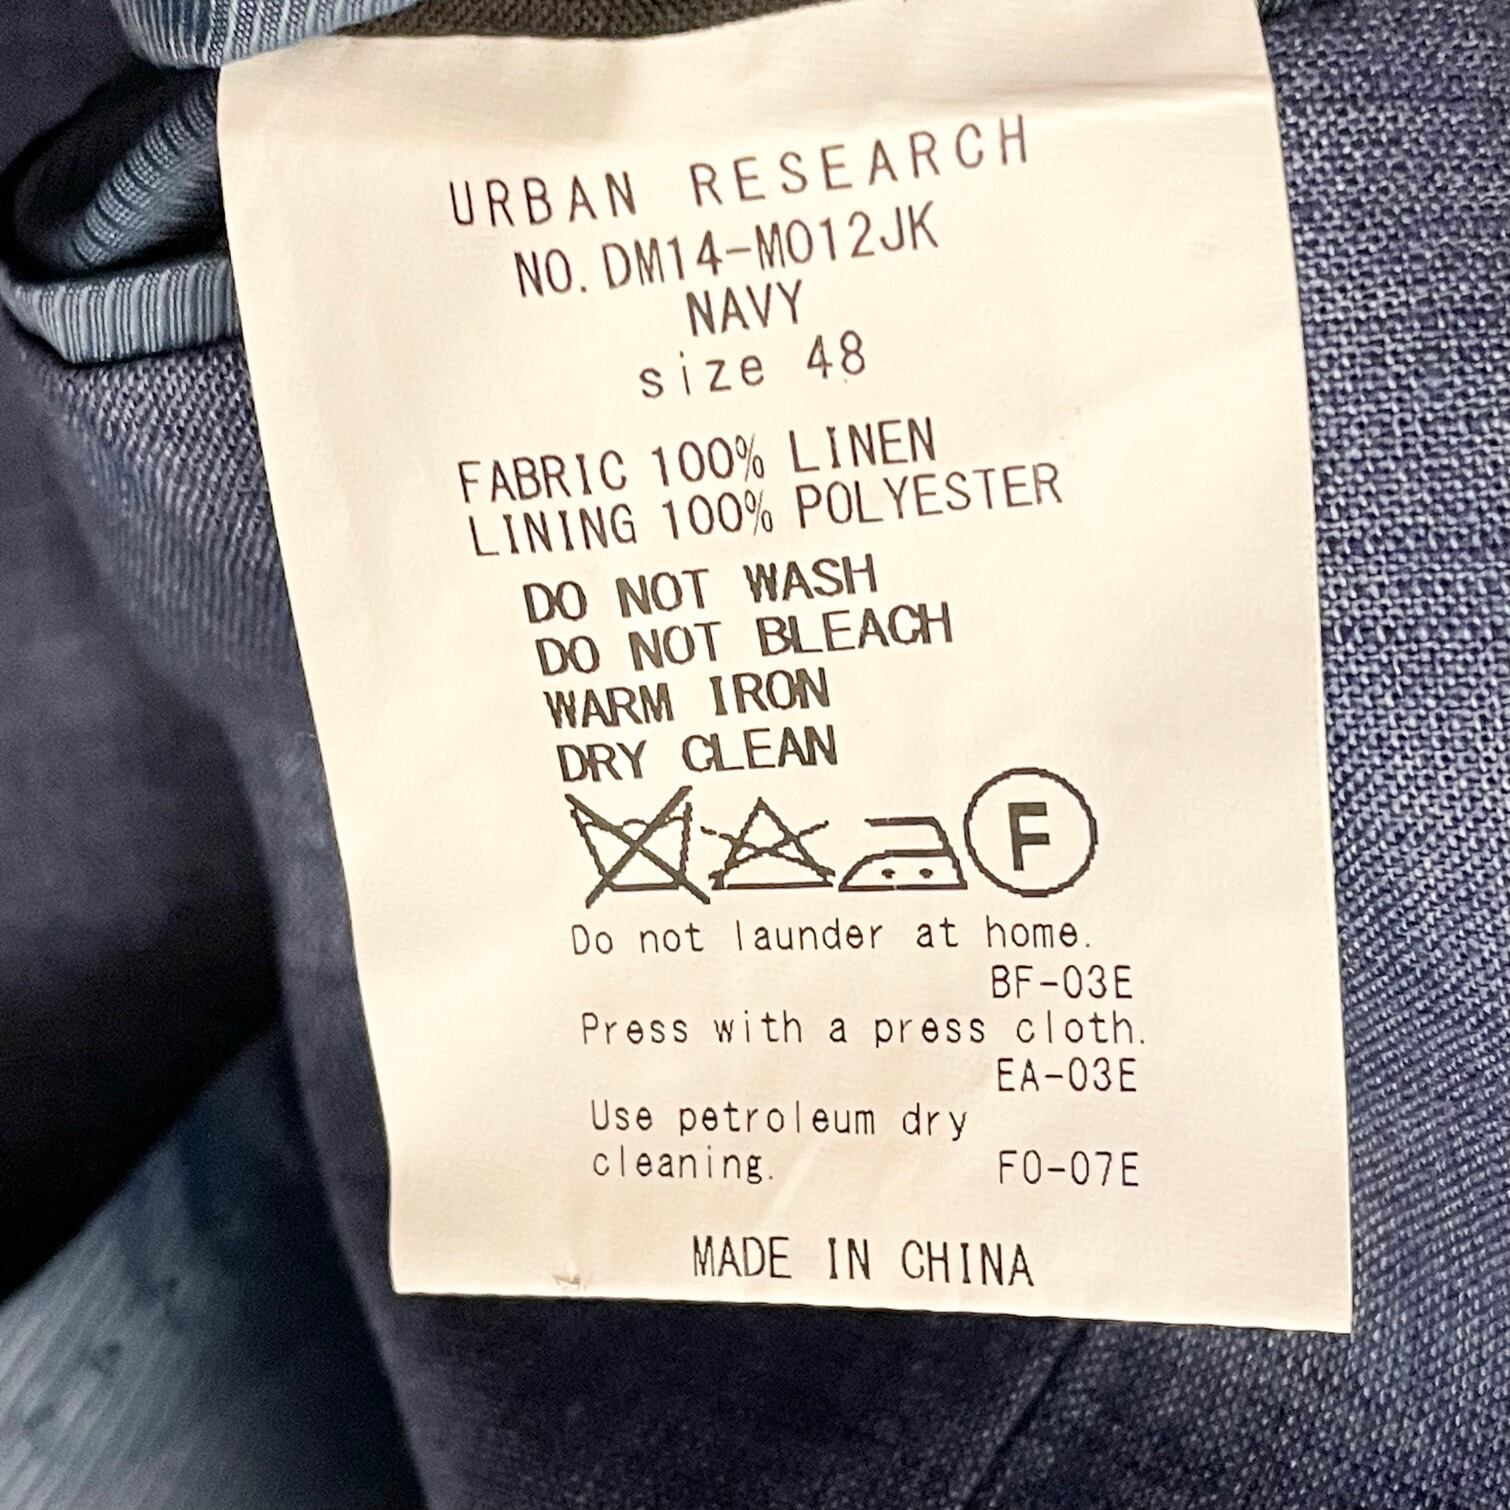 URBAN RESEARCH
NO. DM14-M012JK
NAVY
size 48
FABRIC 100% LINEN
LINING 100% POLYESTER
DO NOT WASH
DO NOT BLEACH
WARM IRON
DRY CLEAN
F
Do not launder at home.
BF-03E
Press with a press cloth.
EA-03E
Use petroleum dry
cleaning. FO-07E
MADE IN CHINA